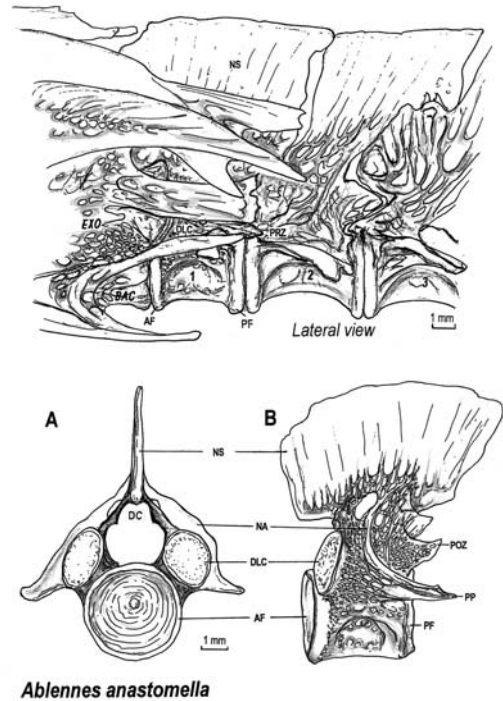 NS
EXO
DLC
PRZ
BAC
1
2
3
AF
PF
Lateral view
1 mm
A
B
NS
DC
NA
POZ
DLC
PP
AF
PF
1 mm
Ablennes anastomella